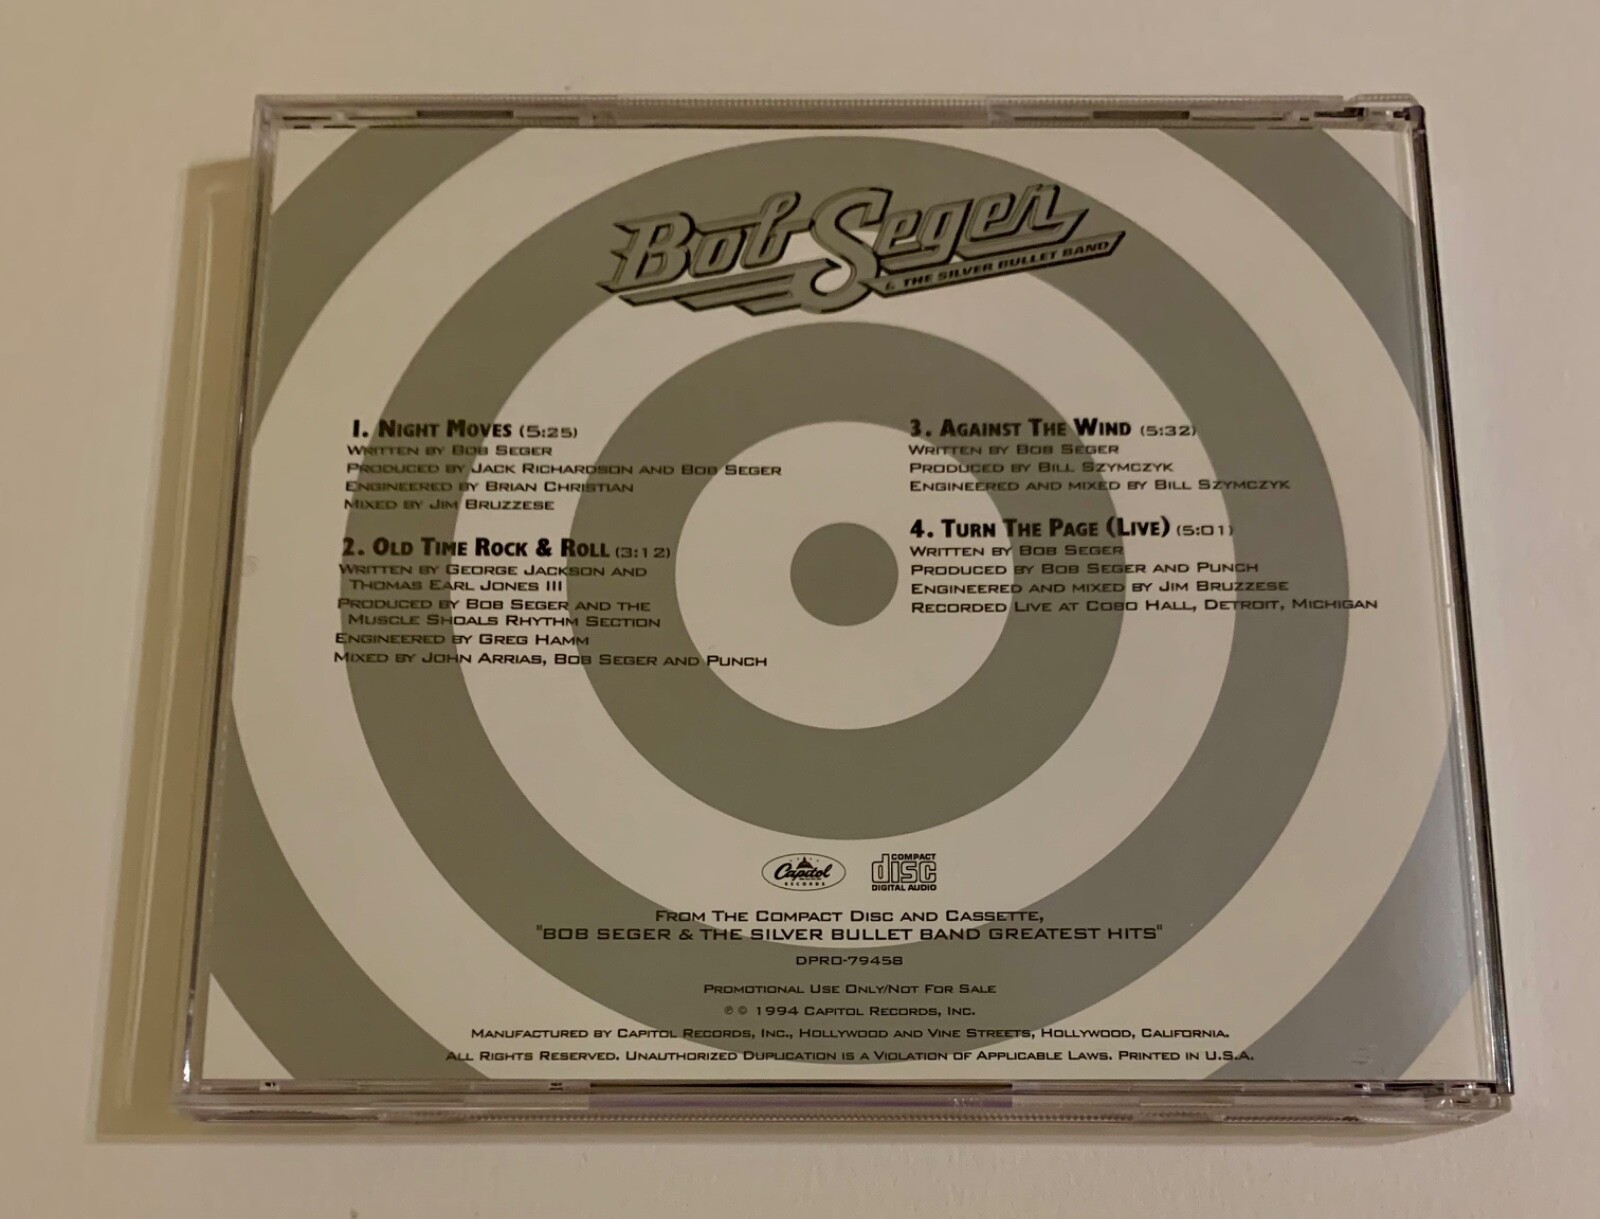 Bob Seger
& THE SILVER BULLET BAND
1. NIGHT MOVES (5:25)
WRITTEN BY BOB SEGER
PRODUCED BY JACK RICHARDSON AND BOB SEGER
ENGINEERED BY BRIAN CHRISTIAN
MIXED BY JIM BRUZZESE
2. OLD TIME ROCK & ROLL (3:12)
WRITTEN BY GEORGE JACKSON AND
THOMAS EARL JONES III
PRODUCED BY BOB SEGER AND THE
MUSCLE SHOALS RHYTHM SECTION
ENGINEERED BY GREG HAMM
MIXED BY JOHN ARRIAS, BOB SEGER AND PUNCH
3. AGAINST THE WIND (5:32)
WRITTEN BY BOB SEGER
PRODUCED BY BILL SZYMCZYK
ENGINEERED AND MIXED BY BILL SZYMCZYK
4. TURN THE PAGE (LIVE) (5:01)
WRITTEN BY BOB SEGER
PRODUCED BY BOB SEGER AND PUNCH
ENGINEERED AND MIXED BY JIM BRUZZESE
RECORDED LIVE AT COBO HALL, DETROIT, MICHIGAN
Capitol
RECORDS
COMPACT
disc
DIGITAL AUDIO
FROM THE COMPACT DISC AND CASSETTE,
"BOB SEGER & THE SILVER BULLET BAND GREATEST HITS"
DPRO-79458
PROMOTIONAL USE ONLY/NOT FOR SALE
℗ © 1994 CAPITOL RECORDS, INC.
MANUFACTURED BY CAPITOL RECORDS, INC., HOLLYWOOD AND VINE STREETS, HOLLYWOOD, CALIFORNIA.
ALL RIGHTS RESERVED. UNAUTHORIZED DUPLICATION IS A VIOLATION OF APPLICABLE LAWS. PRINTED IN U.S.A.